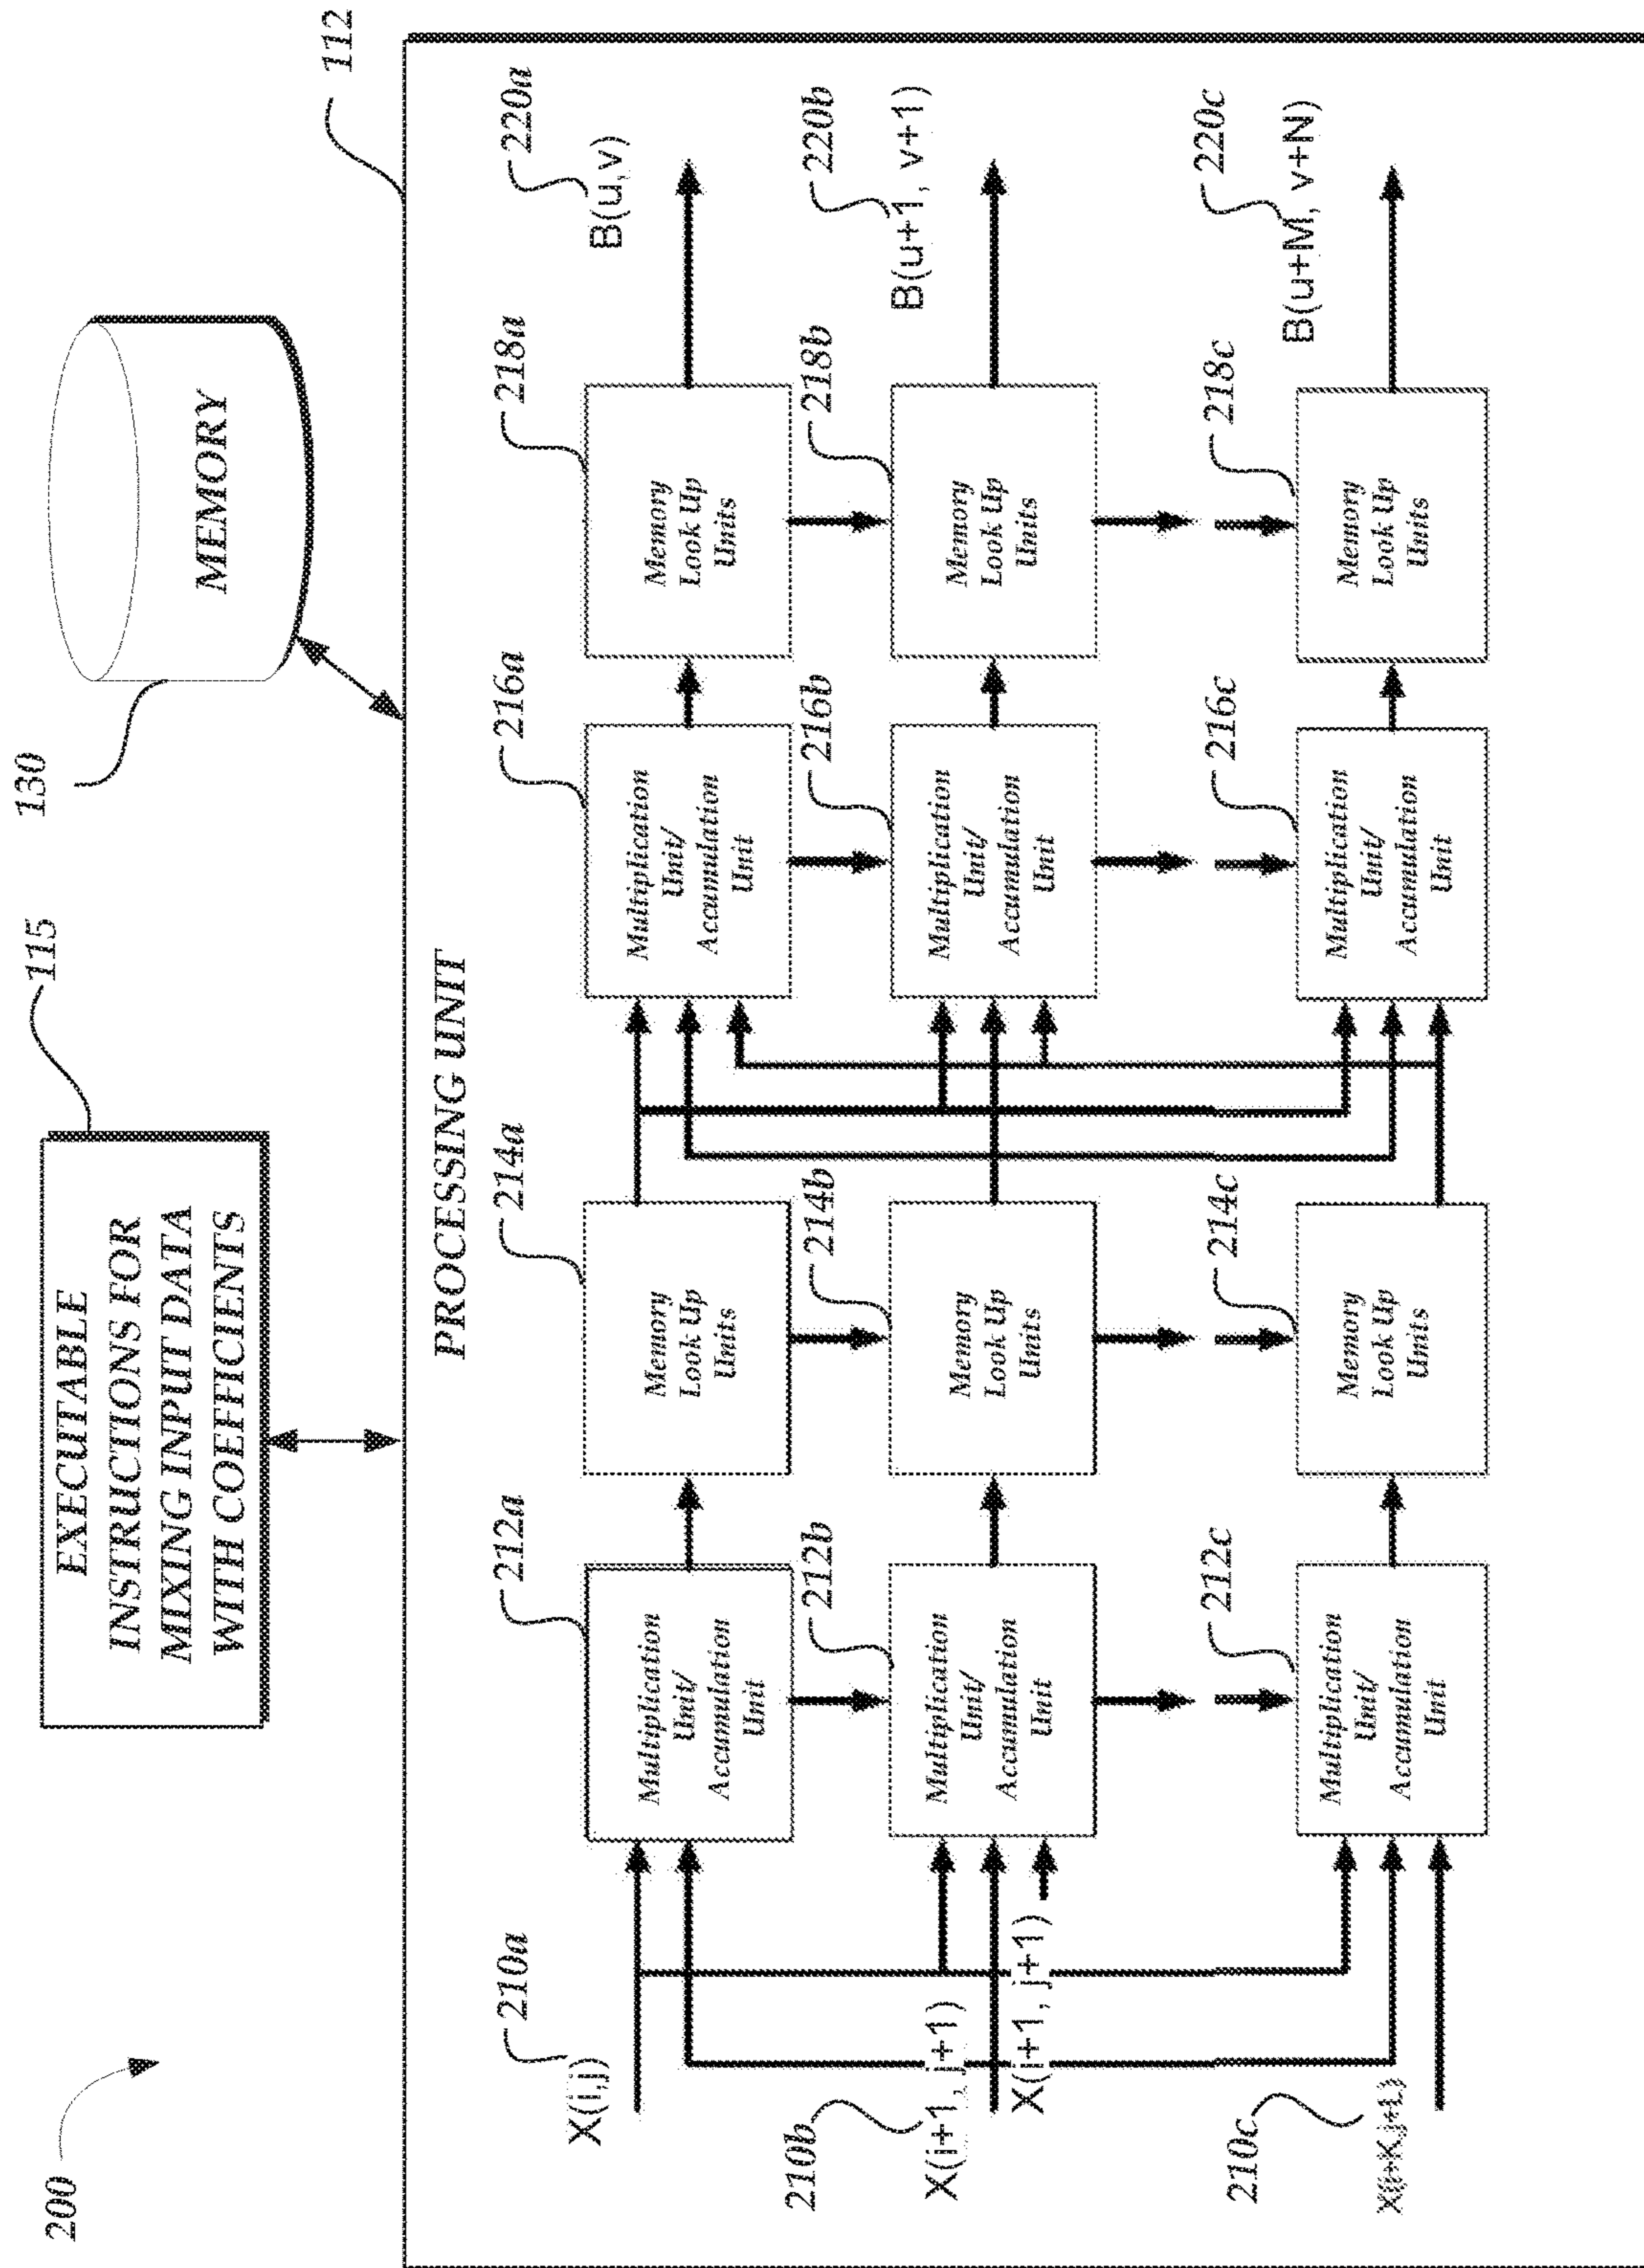 200
EXECUTABLE
INSTRUCTIONS FOR
MIXING INPUT DATA
WITH COEFFICIENTS
115
130
MEMORY
112
PROCESSING UNIT
210a
X(i,j)
212a
Multiplication
Unit/
Accumulation
Unit
214a
Memory
Look Up
Units
216a
Multiplication
Unit/
Accumulation
Unit
218a
Memory
Look Up
Units
220a
B(u,v)
210b
X(i+1, j+1)
X(i+1, j+1)
212b
Multiplication
Unit/
Accumulation
Unit
214b
Memory
Look Up
Units
216b
Multiplication
Unit/
Accumulation
Unit
218b
Memory
Look Up
Units
220b
B(u+1, v+1)
210c
X(i+K,j+L)
212c
Multiplication
Unit/
Accumulation
Unit
214c
Memory
Look Up
Units
216c
Multiplication
Unit/
Accumulation
Unit
218c
Memory
Look Up
Units
220c
B(u+M, v+N)